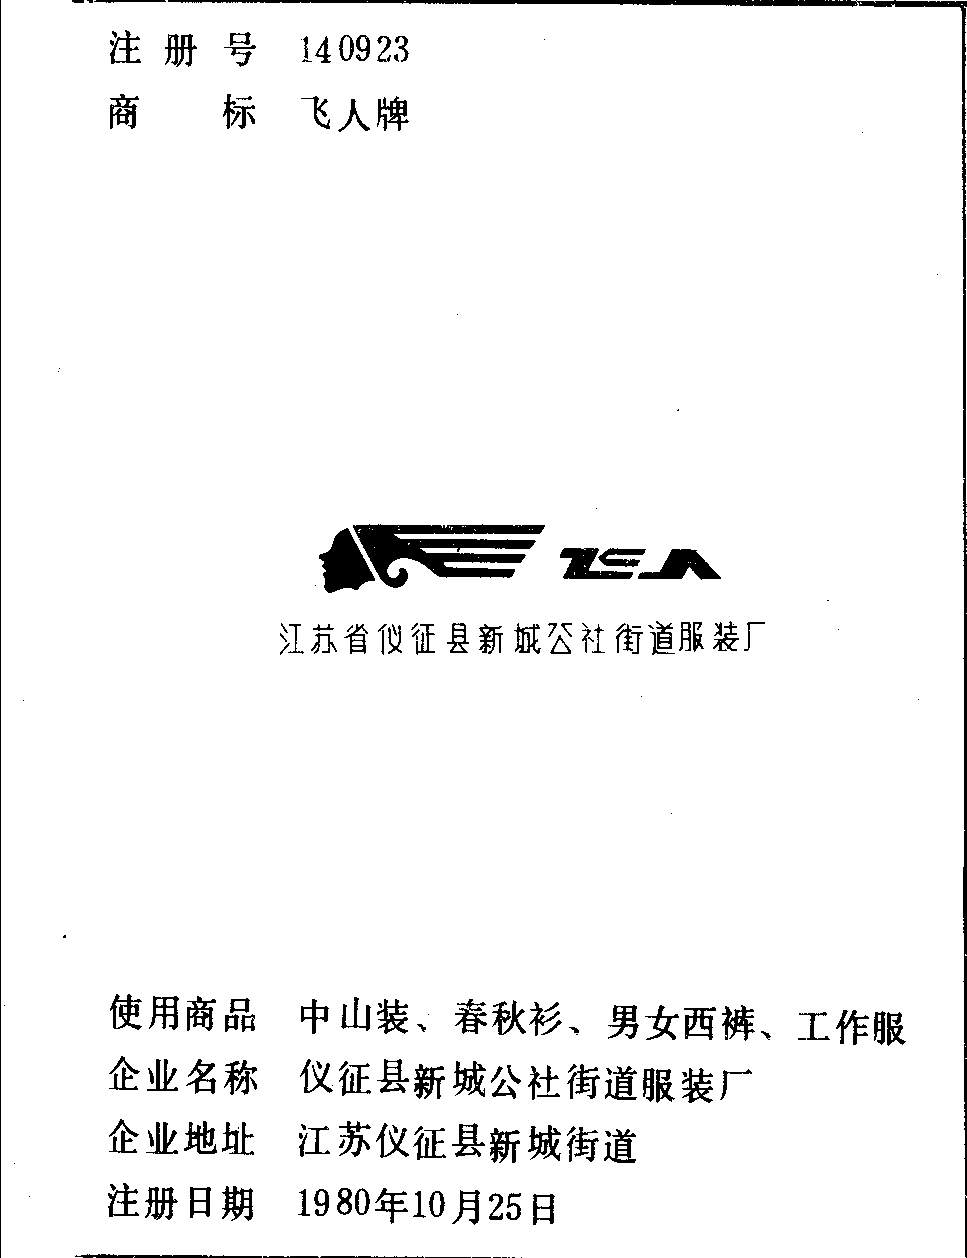 注册号 140923
商标 飞人牌
飞人
江苏省仪征县新城公社街道服装厂
使用商品 中山装、春秋衫、男女西裤、工作服
企业名称 仪征县新城公社街道服装厂
企业地址 江苏仪征县新城街道
注册日期 1980年10月25日